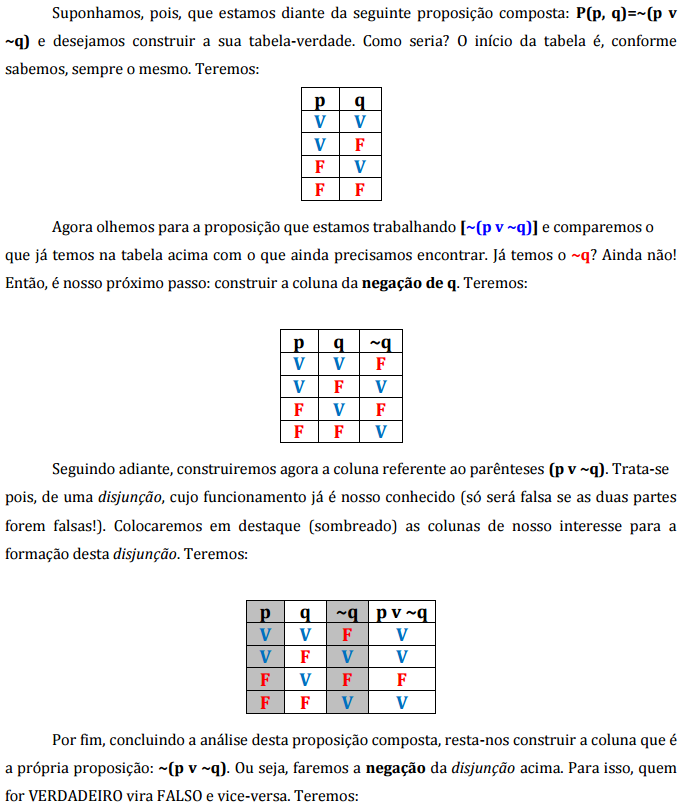 Suponhamos, pois, que estamos diante da seguinte proposição composta: P(p, q)=~(p v
~q) e desejamos construir a sua tabela-verdade. Como seria? O início da tabela é, conforme
sabemos, sempre o mesmo. Teremos:
p q
V V
V F
F V
F F
Agora olhemos para a proposição que estamos trabalhando [~(p v ~q)] e comparemos o
que já temos na tabela acima com o que ainda precisamos encontrar. Já temos o ~q? Ainda não!
Então, é nosso próximo passo: construir a coluna da negação de q. Teremos:
p q ~q
V V F
V F V
F V F
F F V
Seguindo adiante, construiremos agora a coluna referente ao parênteses (p v ~q). Trata-se
pois, de uma disjunção, cujo funcionamento já é nosso conhecido (só será falsa se as duas partes
forem falsas!). Colocaremos em destaque (sombreado) as colunas de nosso interesse para a
formação desta disjunção. Teremos:
p q ~q p v ~q
V V F V
V F V V
F V F F
F F V V
Por fim, concluindo a análise desta proposição composta, resta-nos construir a coluna que é
a própria proposição: ~(p v ~q). Ou seja, faremos a negação da disjunção acima. Para isso, quem
for VERDADEIRO vira FALSO e vice-versa. Teremos: